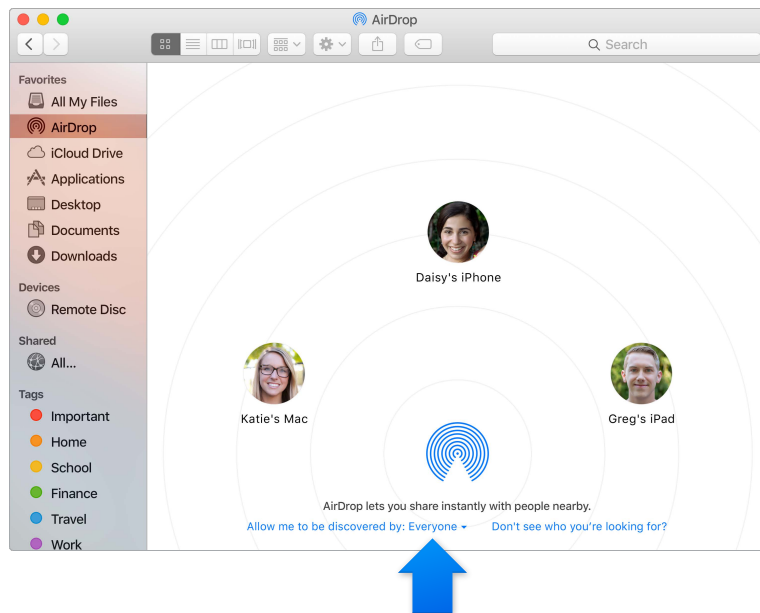 AirDrop
Search
Favorites
All My Files
AirDrop
iCloud Drive
Applications
Desktop
Documents
Downloads
Devices
Remote Disc
Shared
All...
Tags
Important
Home
School
Finance
Travel
Work
Daisy's iPhone
Katie's Mac
Greg's iPad
AirDrop lets you share instantly with people nearby.
Allow me to be discovered by: Everyone
Don't see who you're looking for?